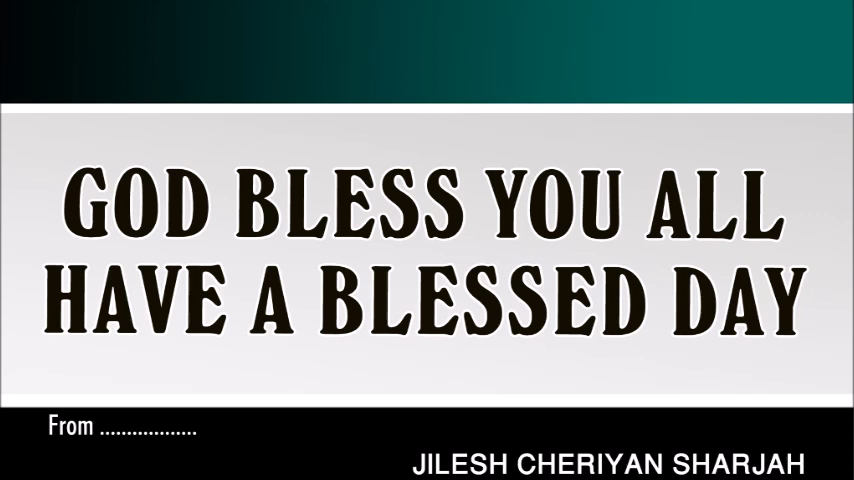 GOD BLESS YOU ALL
HAVE A BLESSED DAY
From ..................
JILESH CHERIYAN SHARJAH